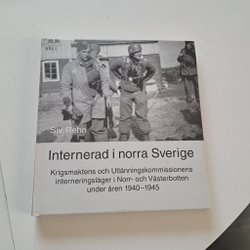 Siv Rehn
Internerad i norra Sverige
Krigsmaktens och Utlänningskommissionens
interneringsläger i Norr- och Västerbotten
under åren 1940–1945